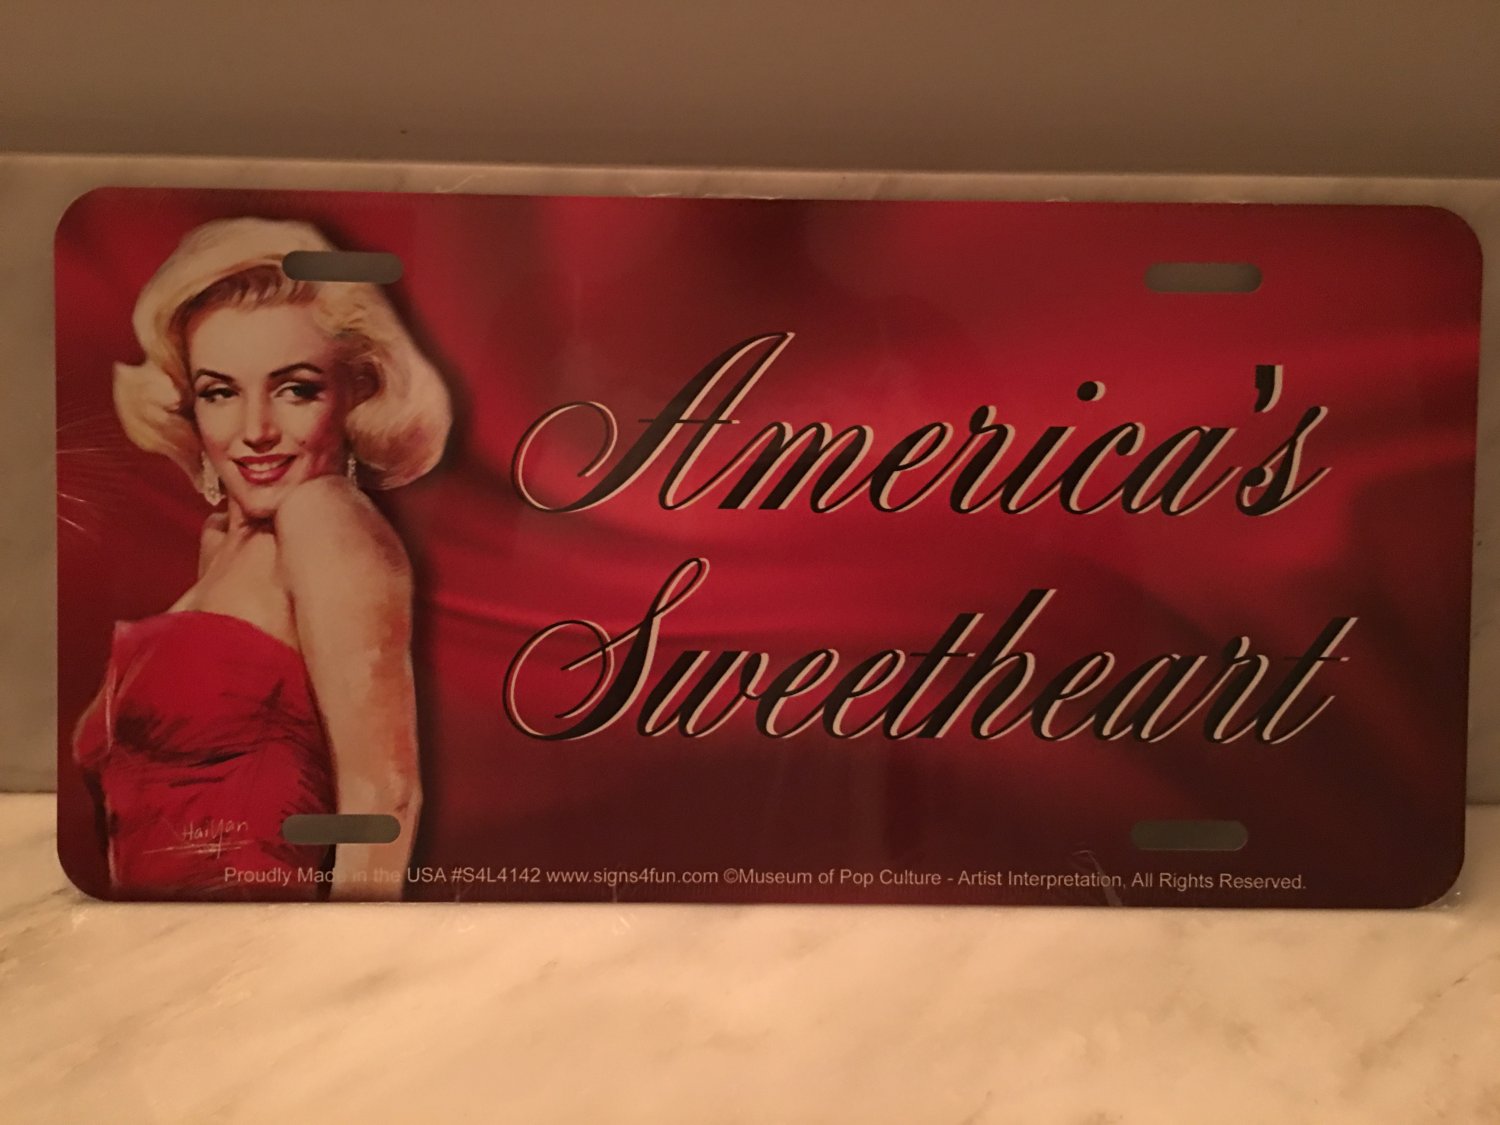 America's
Sweetheart
Haiyan
Proudly Made in the USA #S4L4142 www.signs4fun.com ©Museum of Pop Culture - Artist Interpretation, All Rights Reserved.